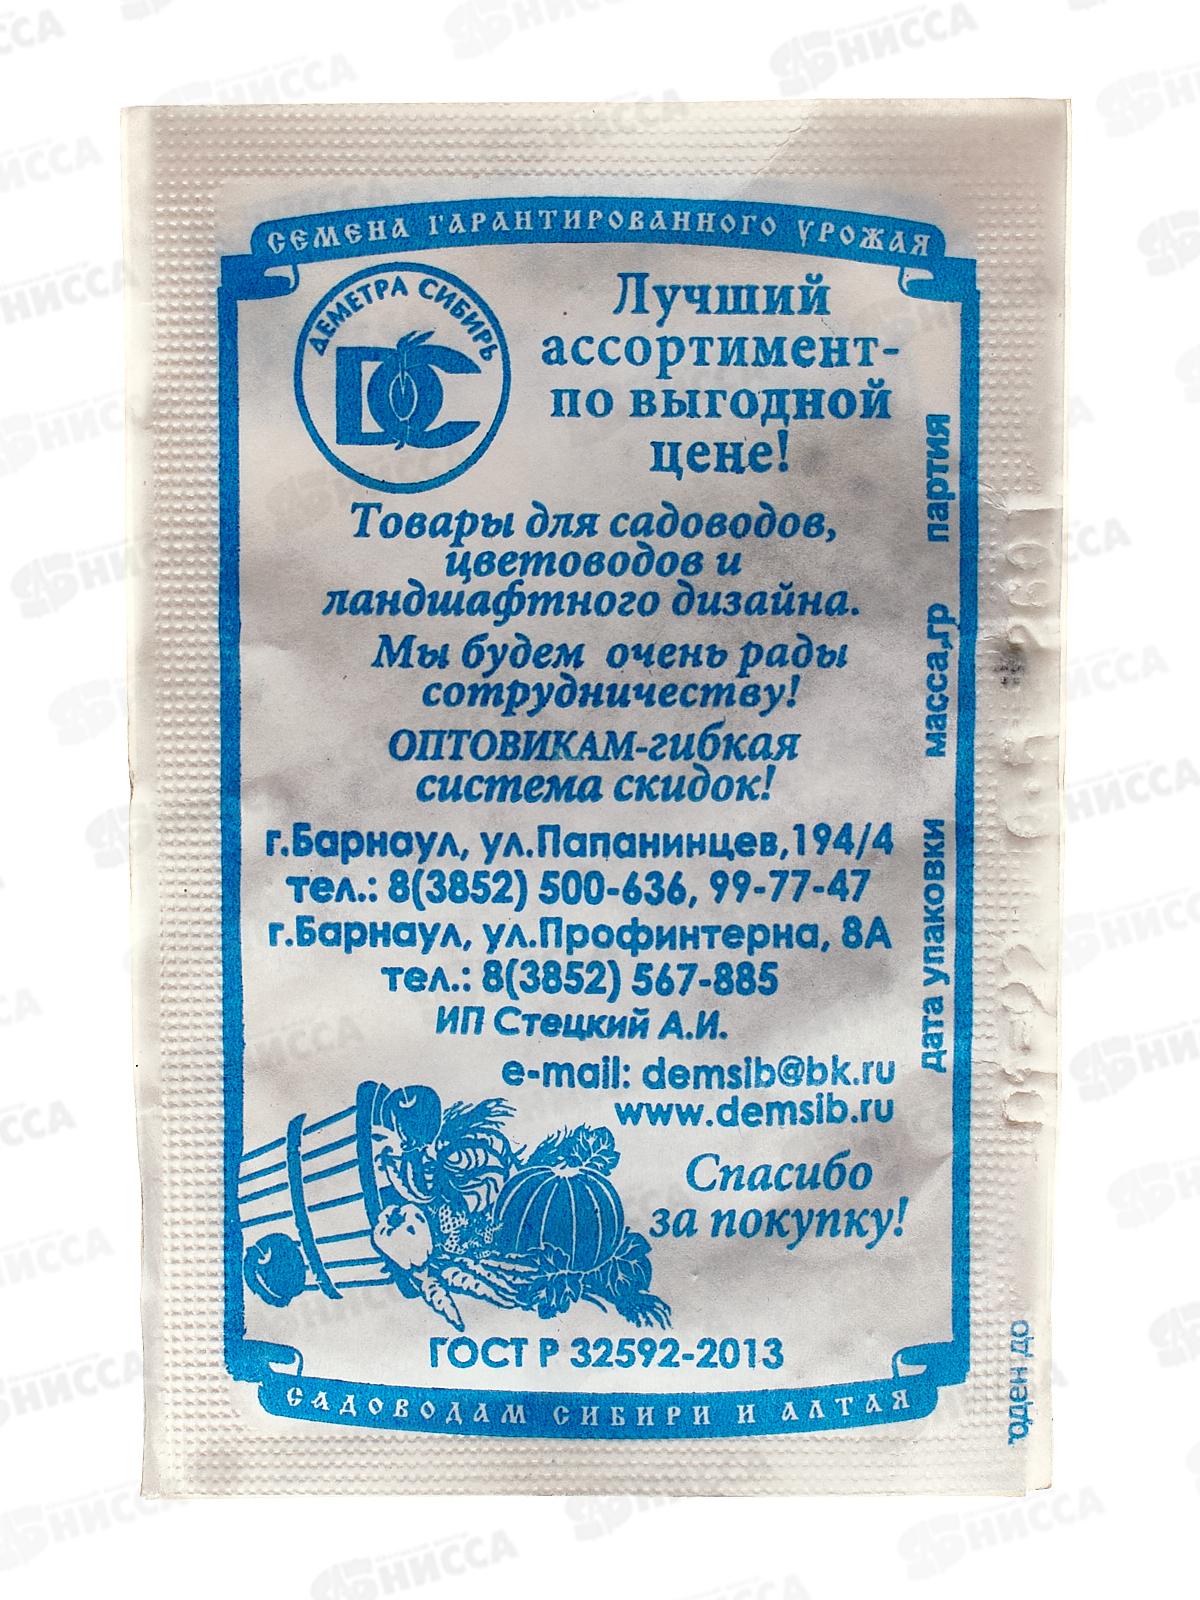 СЕМЕНА ГАРАНТИРОВАННОГО УРОЖАЯ
ДЕМЕТРА СИБИРЬ
DC
Лучший
ассортимент-
по выгодной
цене!
Товары для садоводов,
цветоводов и
ландшафтного дизайна.
Мы будем очень рады
сотрудничеству!
ОПТОВИКАМ-гибкая
система скидок!
г.Барнаул, ул.Папанинцев,194/4
тел.: 8(3852) 500-636, 99-77-47
г.Барнаул, ул.Профинтерна, 8А
тел.: 8(3852) 567-885
ИП Стецкий А.И.
e-mail: demsib@bk.ru
www.demsib.ru
Спасибо
за покупку!
ГОСТ Р 32592-2013
САДОВОДАМ СИБИРИ И АЛТАЯ
дата упаковки масса,гр партия
оден до
НИССА